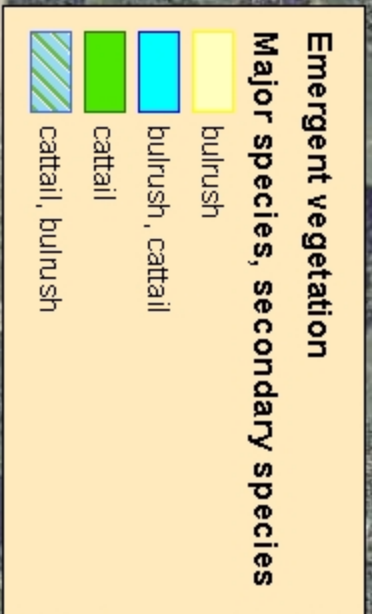 Emergent vegetation
Major species, secondary species
bulrush
bulrush, cattail
cattail
cattail, bulrush